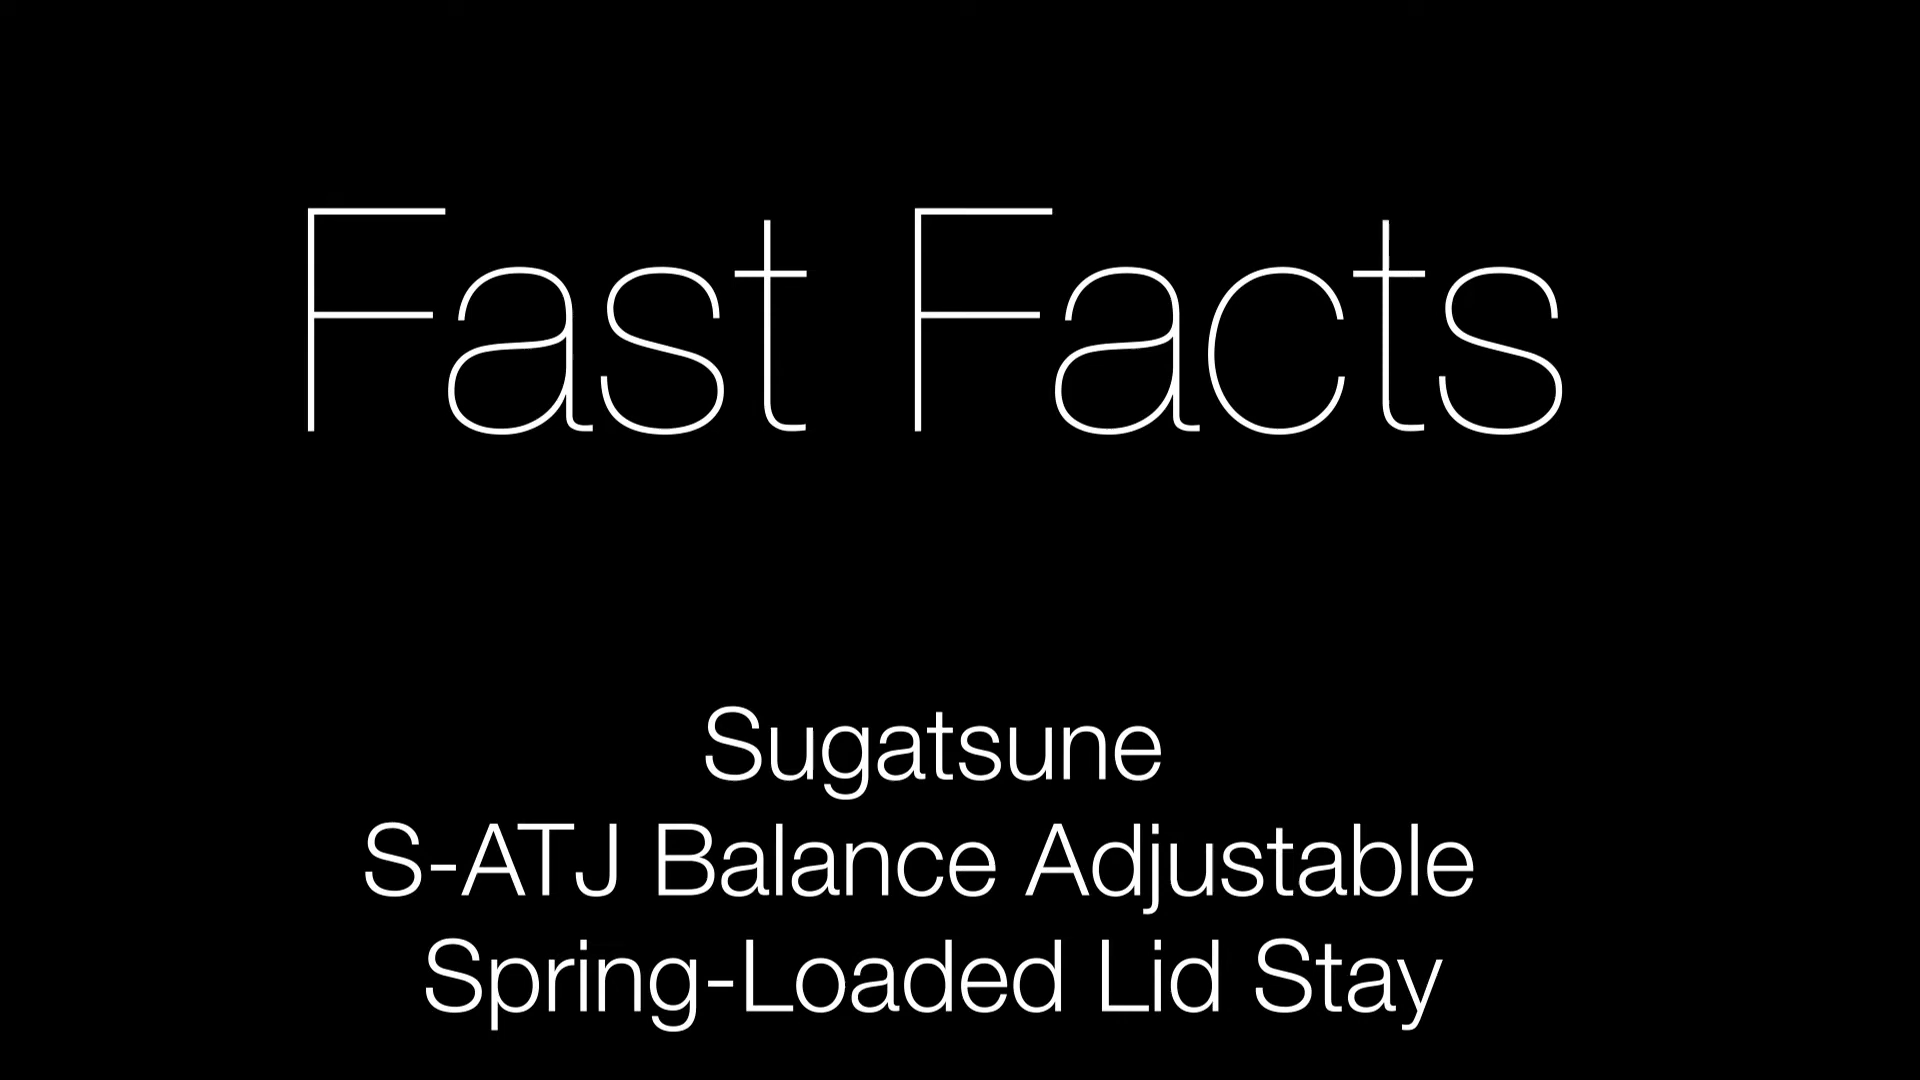 Fast Facts
Sugatsune
S-ATJ Balance Adjustable
Spring-Loaded Lid Stay